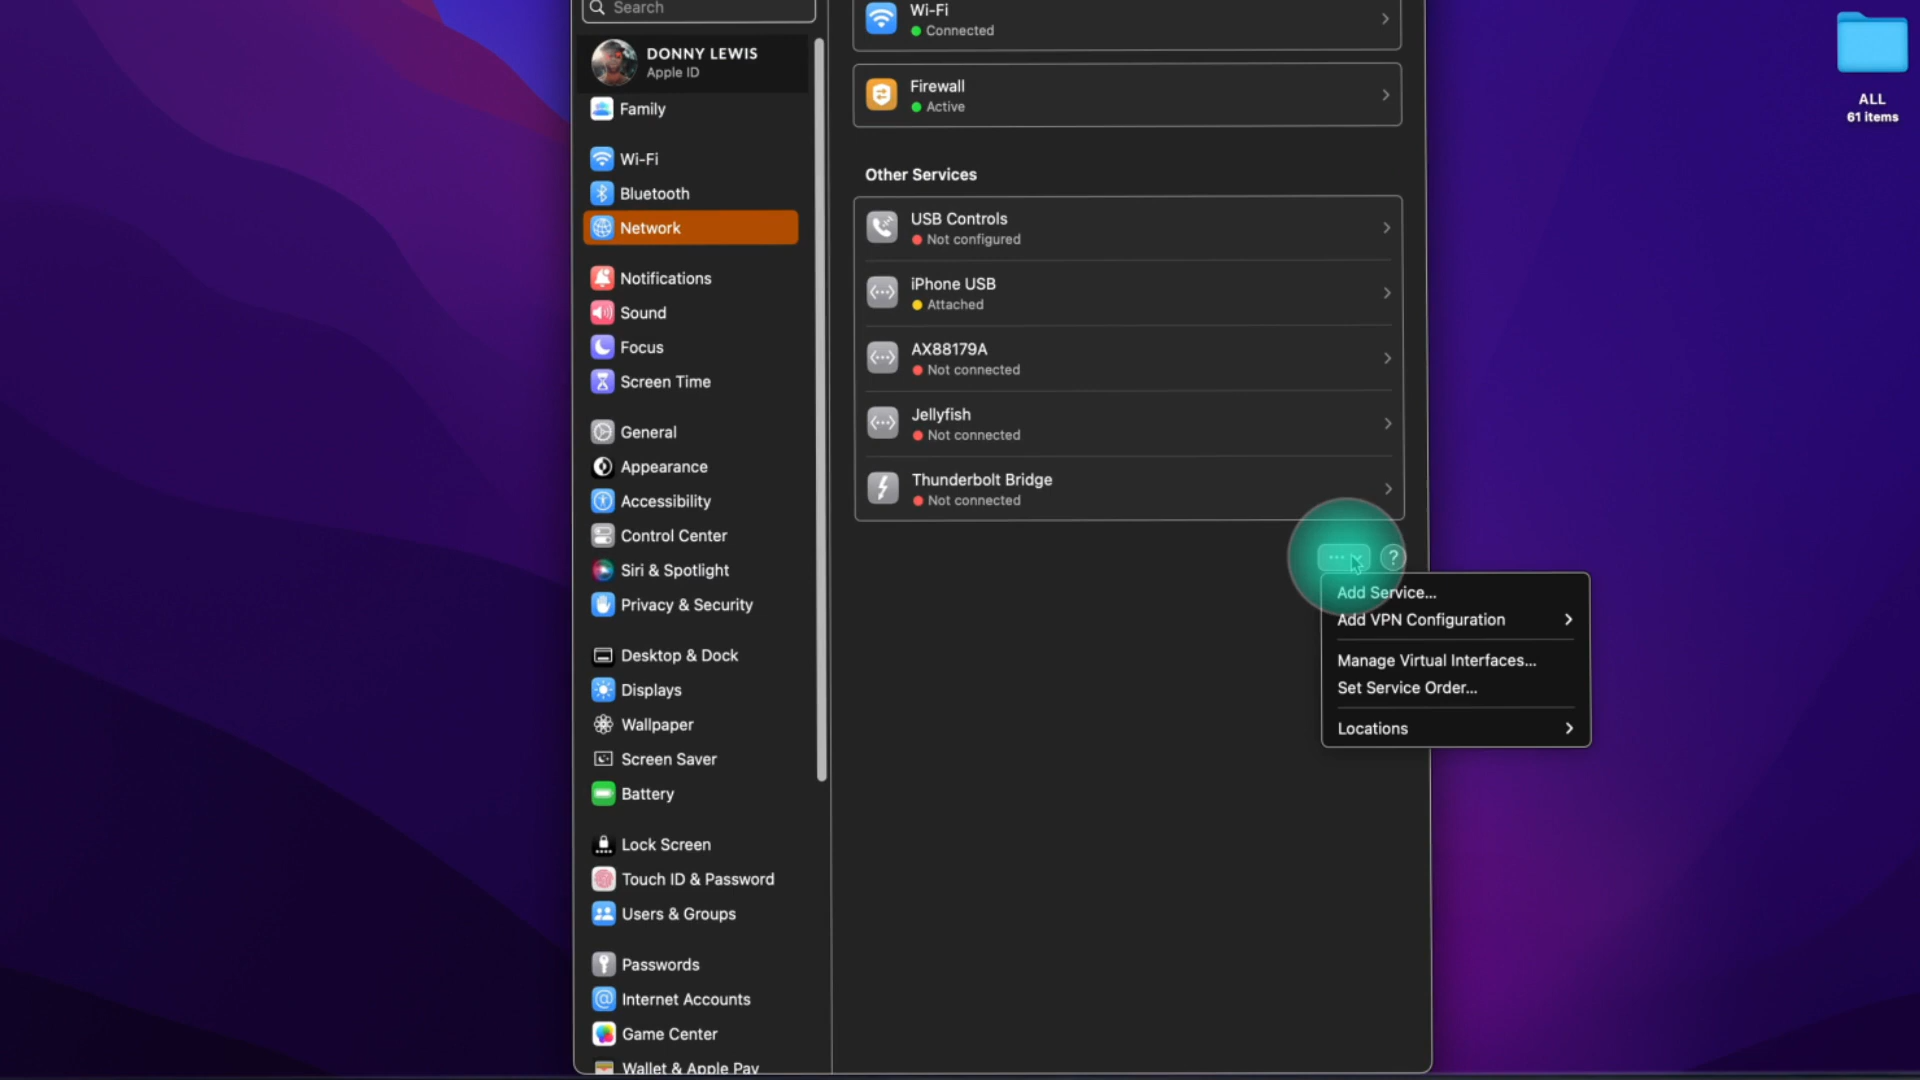 Search
DONNY LEWIS
Apple ID
Family
Wi-Fi
Bluetooth
Network
Notifications
Sound
Focus
Screen Time
General
Appearance
Accessibility
Control Center
Siri & Spotlight
Privacy & Security
Desktop & Dock
Displays
Wallpaper
Screen Saver
Battery
Lock Screen
Touch ID & Password
Users & Groups
Passwords
Internet Accounts
Game Center
Wallet & Apple Pay
Wi-Fi
Connected
Firewall
Active
Other Services
USB Controls
Not configured
iPhone USB
Attached
AX88179A
Not connected
Jellyfish
Not connected
Thunderbolt Bridge
Not connected
?
Add Service...
Add VPN Configuration
Manage Virtual Interfaces...
Set Service Order...
Locations
ALL
61 items